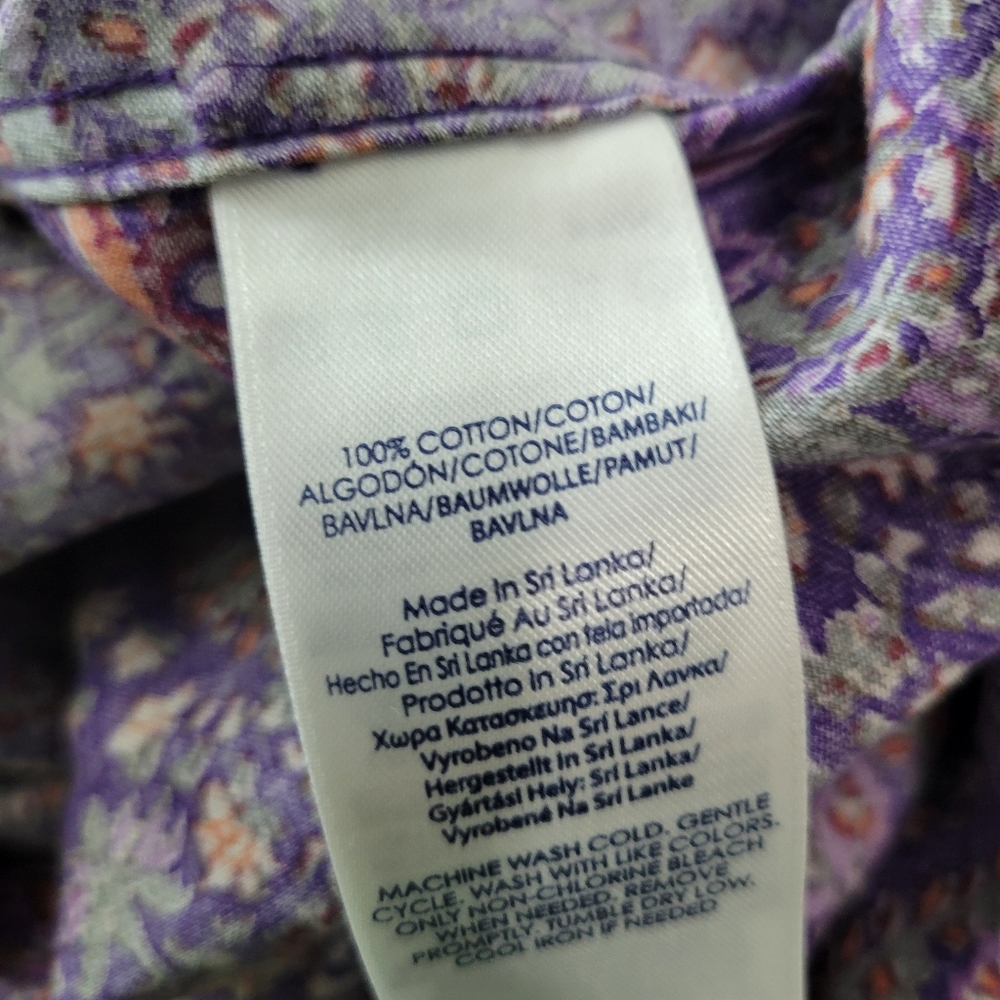 100% COTTON/COTON/
ALGODÓN/COTONE/BAMBAKI/
BAVLNA/BAUMWOLLE/PAMUT/
BAVLNA
Made In Sri Lanka/
Fabriqué Au Sri Lanka/
Hecho En Sri Lanka con tela importada/
Prodotto In Sri Lanka/
Χωρα Κατασκευησ: Σρι Λανκα/
Vyrobeno Na Srí Lance/
Hergestellt In Sri Lanka/
Gyártási Hely: Srí Lanka/
Vyrobené Na Srí Lanke
MACHINE WASH COLD. GENTLE
CYCLE. WASH WITH LIKE COLORS.
ONLY NON-CHLORINE BLEACH
WHEN NEEDED. REMOVE
PROMPTLY. TUMBLE DRY LOW.
COOL IRON IF NEEDED